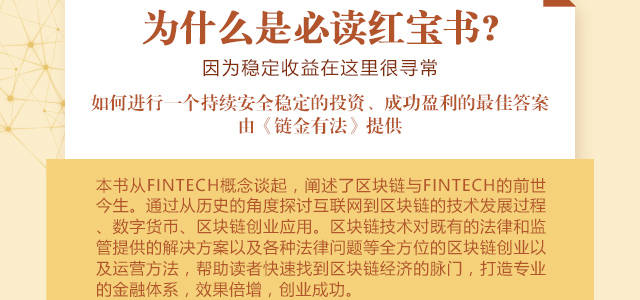 为什么是必读红宝书?
因为稳定收益在这里很寻常
如何进行一个持续安全稳定的投资、成功盈利的最佳答案
由《链金有法》提供
本书从FINTECH概念谈起，阐述了区块链与FINTECH的前世
今生。通过从历史的角度探讨互联网到区块链的技术发展过程
、数字货币、区块链创业应用。区块链技术对既有的法律和监
管提供的解决方案以及各种法律问题等全方位的区块链创业以
及运营方法，帮助读者快速找到区块链经济的脉门，打造专业
的金融体系，效果倍增，创业成功。